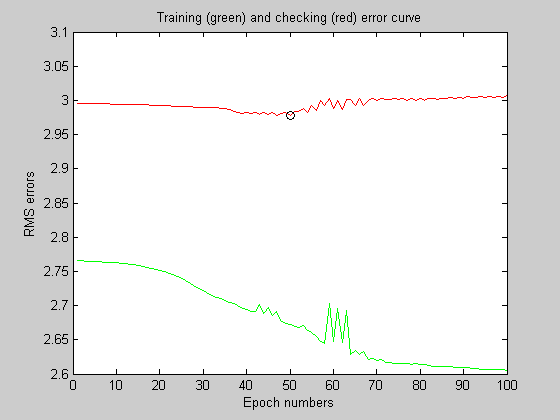 Training (green) and checking (red) error curve
3.1
3.05
3
2.95
2.9
2.85
2.8
2.75
2.7
2.65
2.6
RMS errors
0 10 20 30 40 50 60 70 80 90 100
Epoch numbers